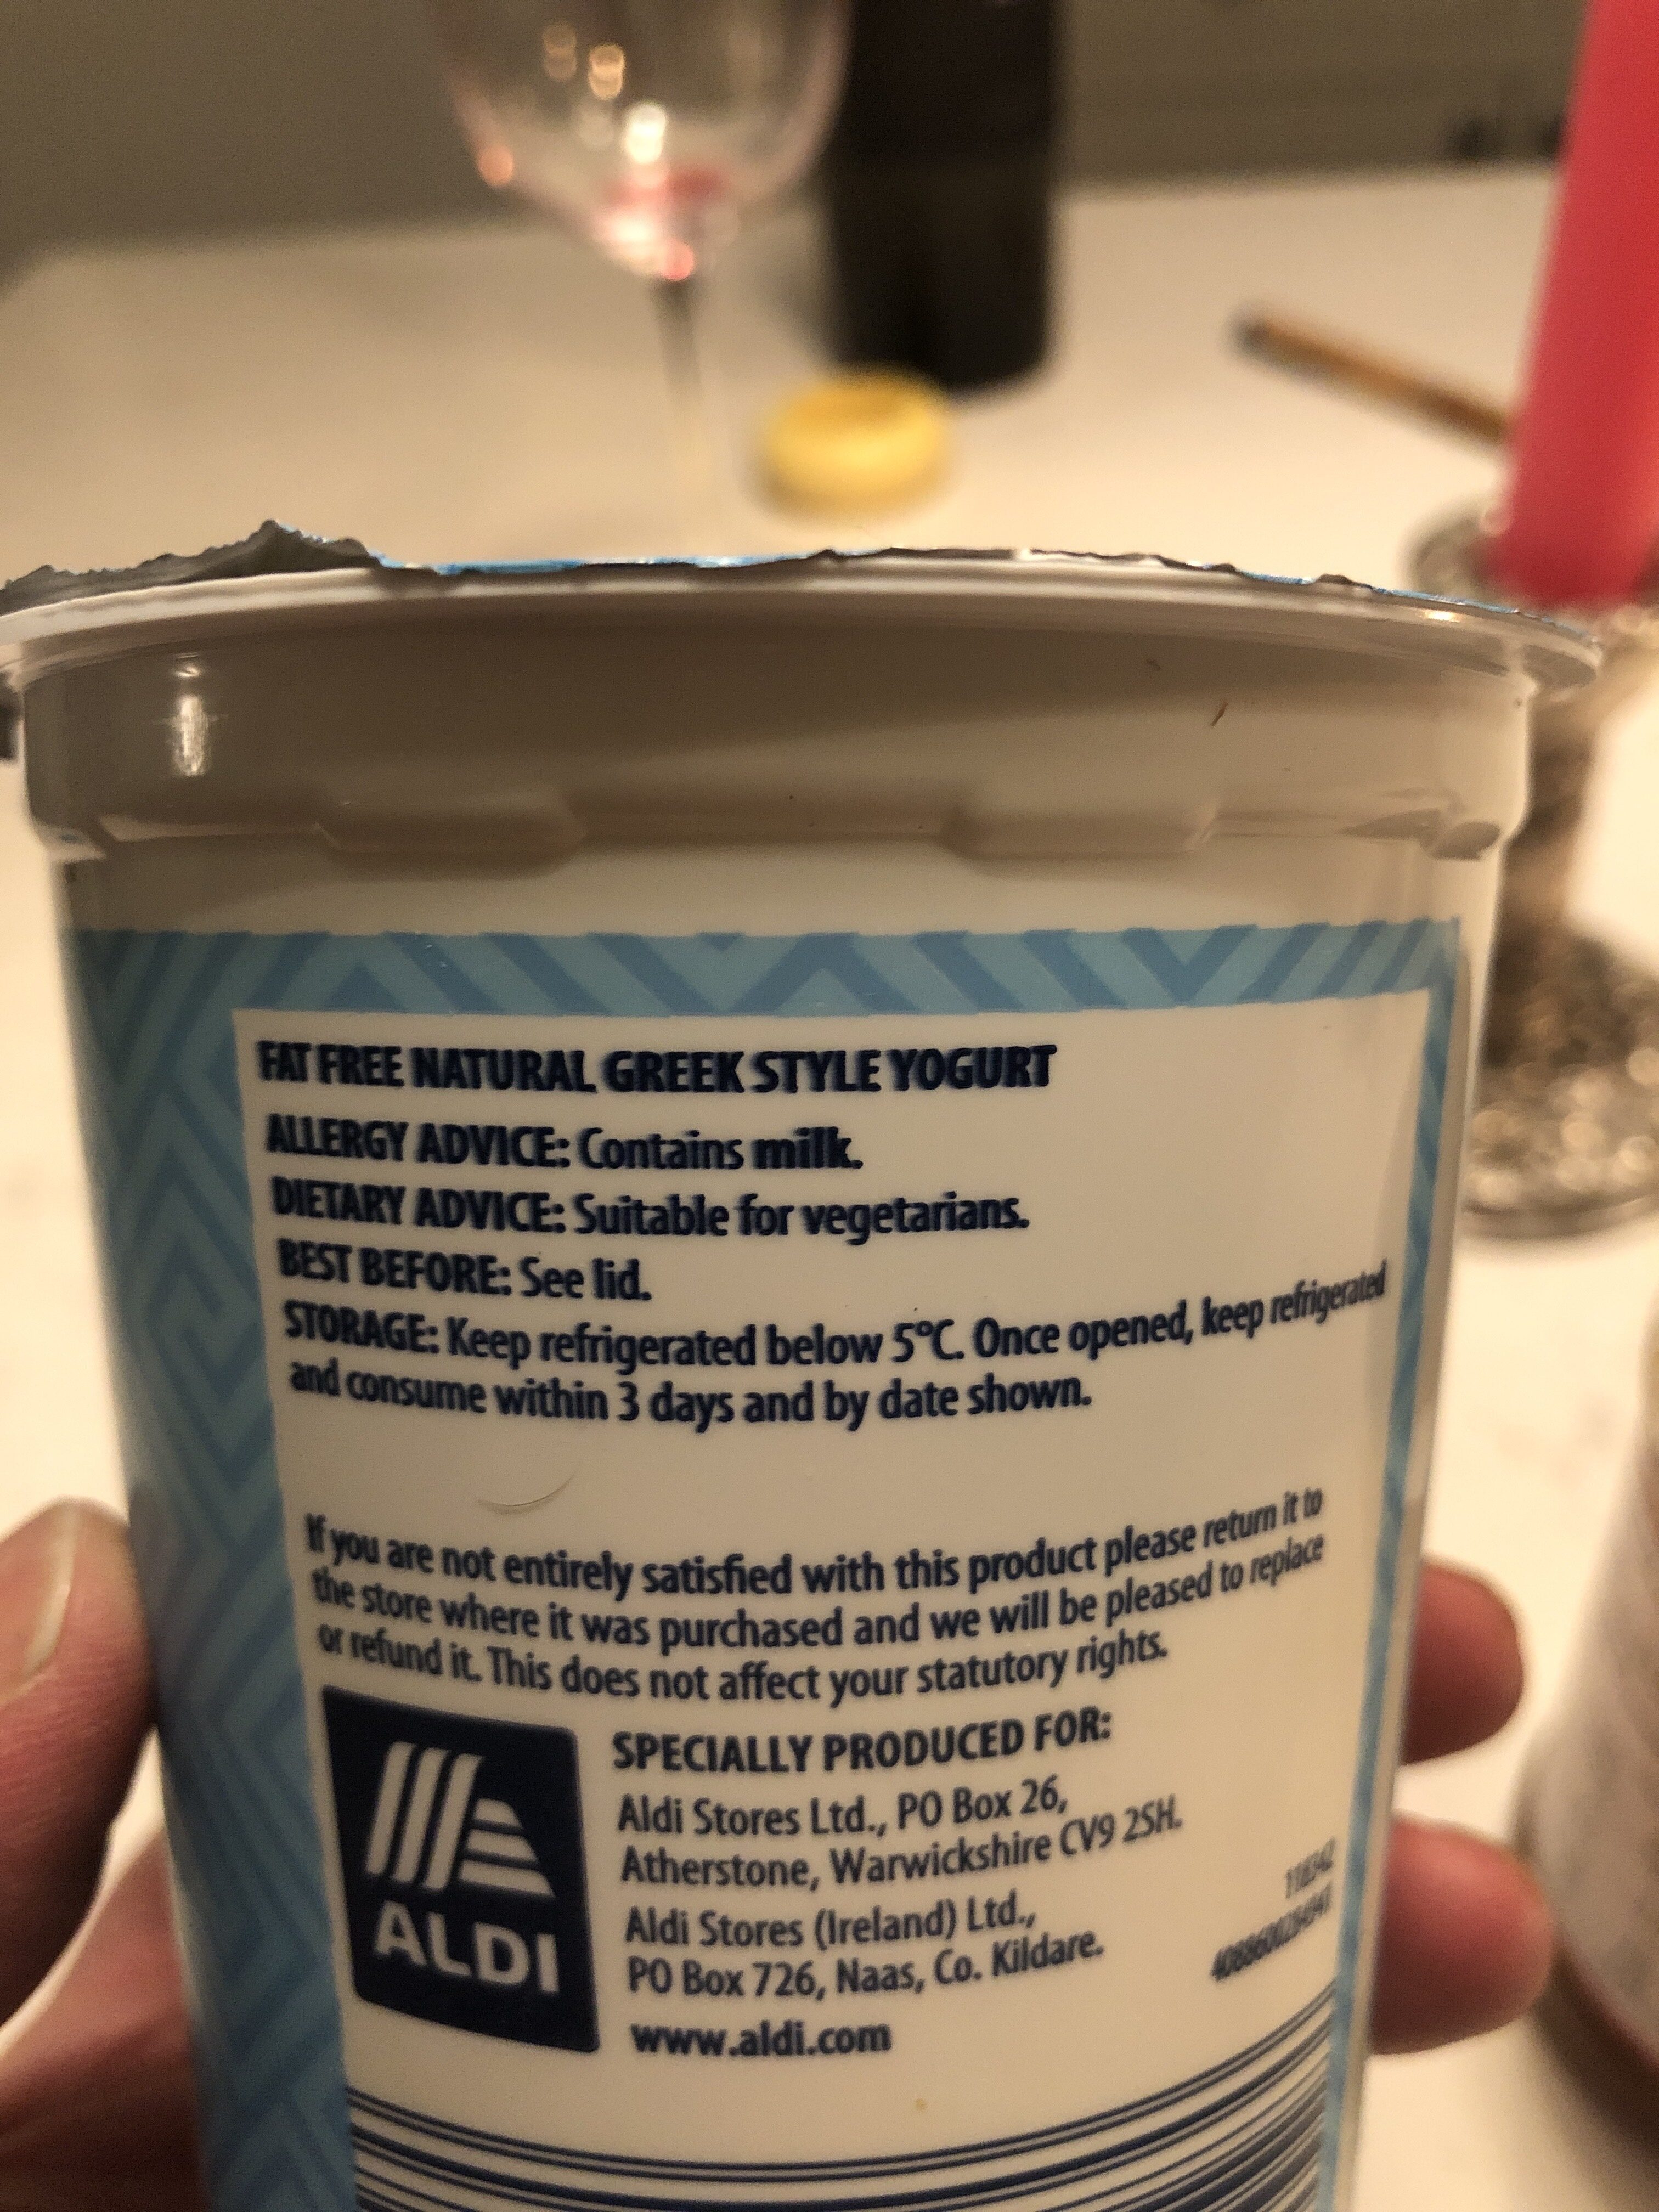 FAT FREE NATURAL GREEK STYLE YOGURT
ALLERGY ADVICE: Contains milk.
DIETARY ADVICE: Suitable for vegetarians.
BEST BEFORE: See lid.
STORAGE: Keep refrigerated below 5°C. Once opened, keep refrigerated
and consume within 3 days and by date shown.
If you are not entirely satisfied with this product please return it to
the store where it was purchased and we will be pleased to replace
or refund it. This does not affect your statutory rights.
ALDI
SPECIALLY PRODUCED FOR:
Aldi Stores Ltd., PO Box 26,
Atherstone, Warwickshire CV9 2SH.
Aldi Stores (Ireland) Ltd.,
PO Box 726, Naas, Co. Kildare.
www.aldi.com